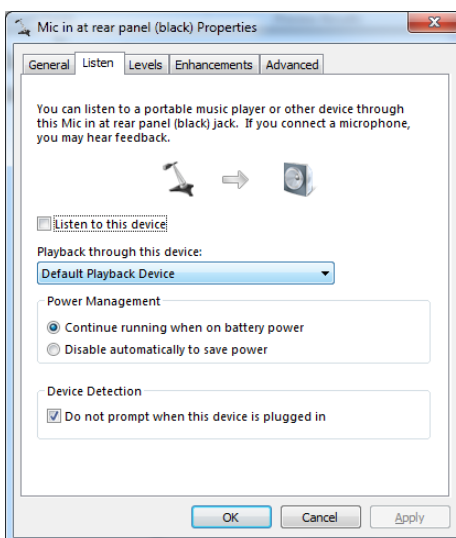 Mic in at rear panel (black) Properties
General Listen Levels Enhancements Advanced
You can listen to a portable music player or other device through
this Mic in at rear panel (black) jack. If you connect a microphone,
you may hear feedback.
Listen to this device
Playback through this device:
Default Playback Device
Power Management
Continue running when on battery power
Disable automatically to save power
Device Detection
Do not prompt when this device is plugged in
OK Cancel Apply